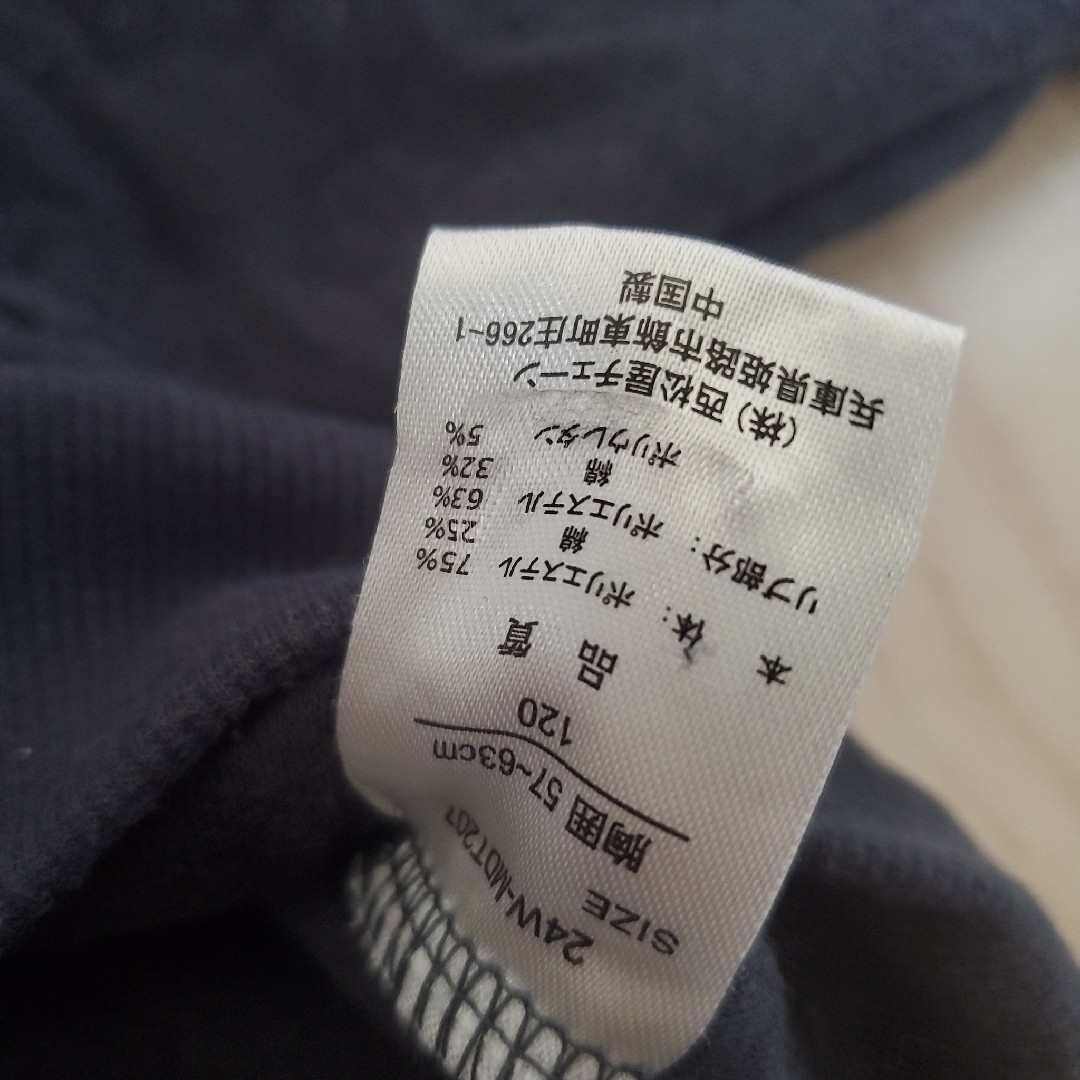 24VV-MDT207
SIZE
胸囲 57~63cm
120
品質
本体: ポリエステル 75%
綿 25%
リブ部分: ポリエステル 63%
綿 32%
ポリウレタン 5%
(株)西松屋チェーン
兵庫県姫路市飾東町庄266-1
中国製